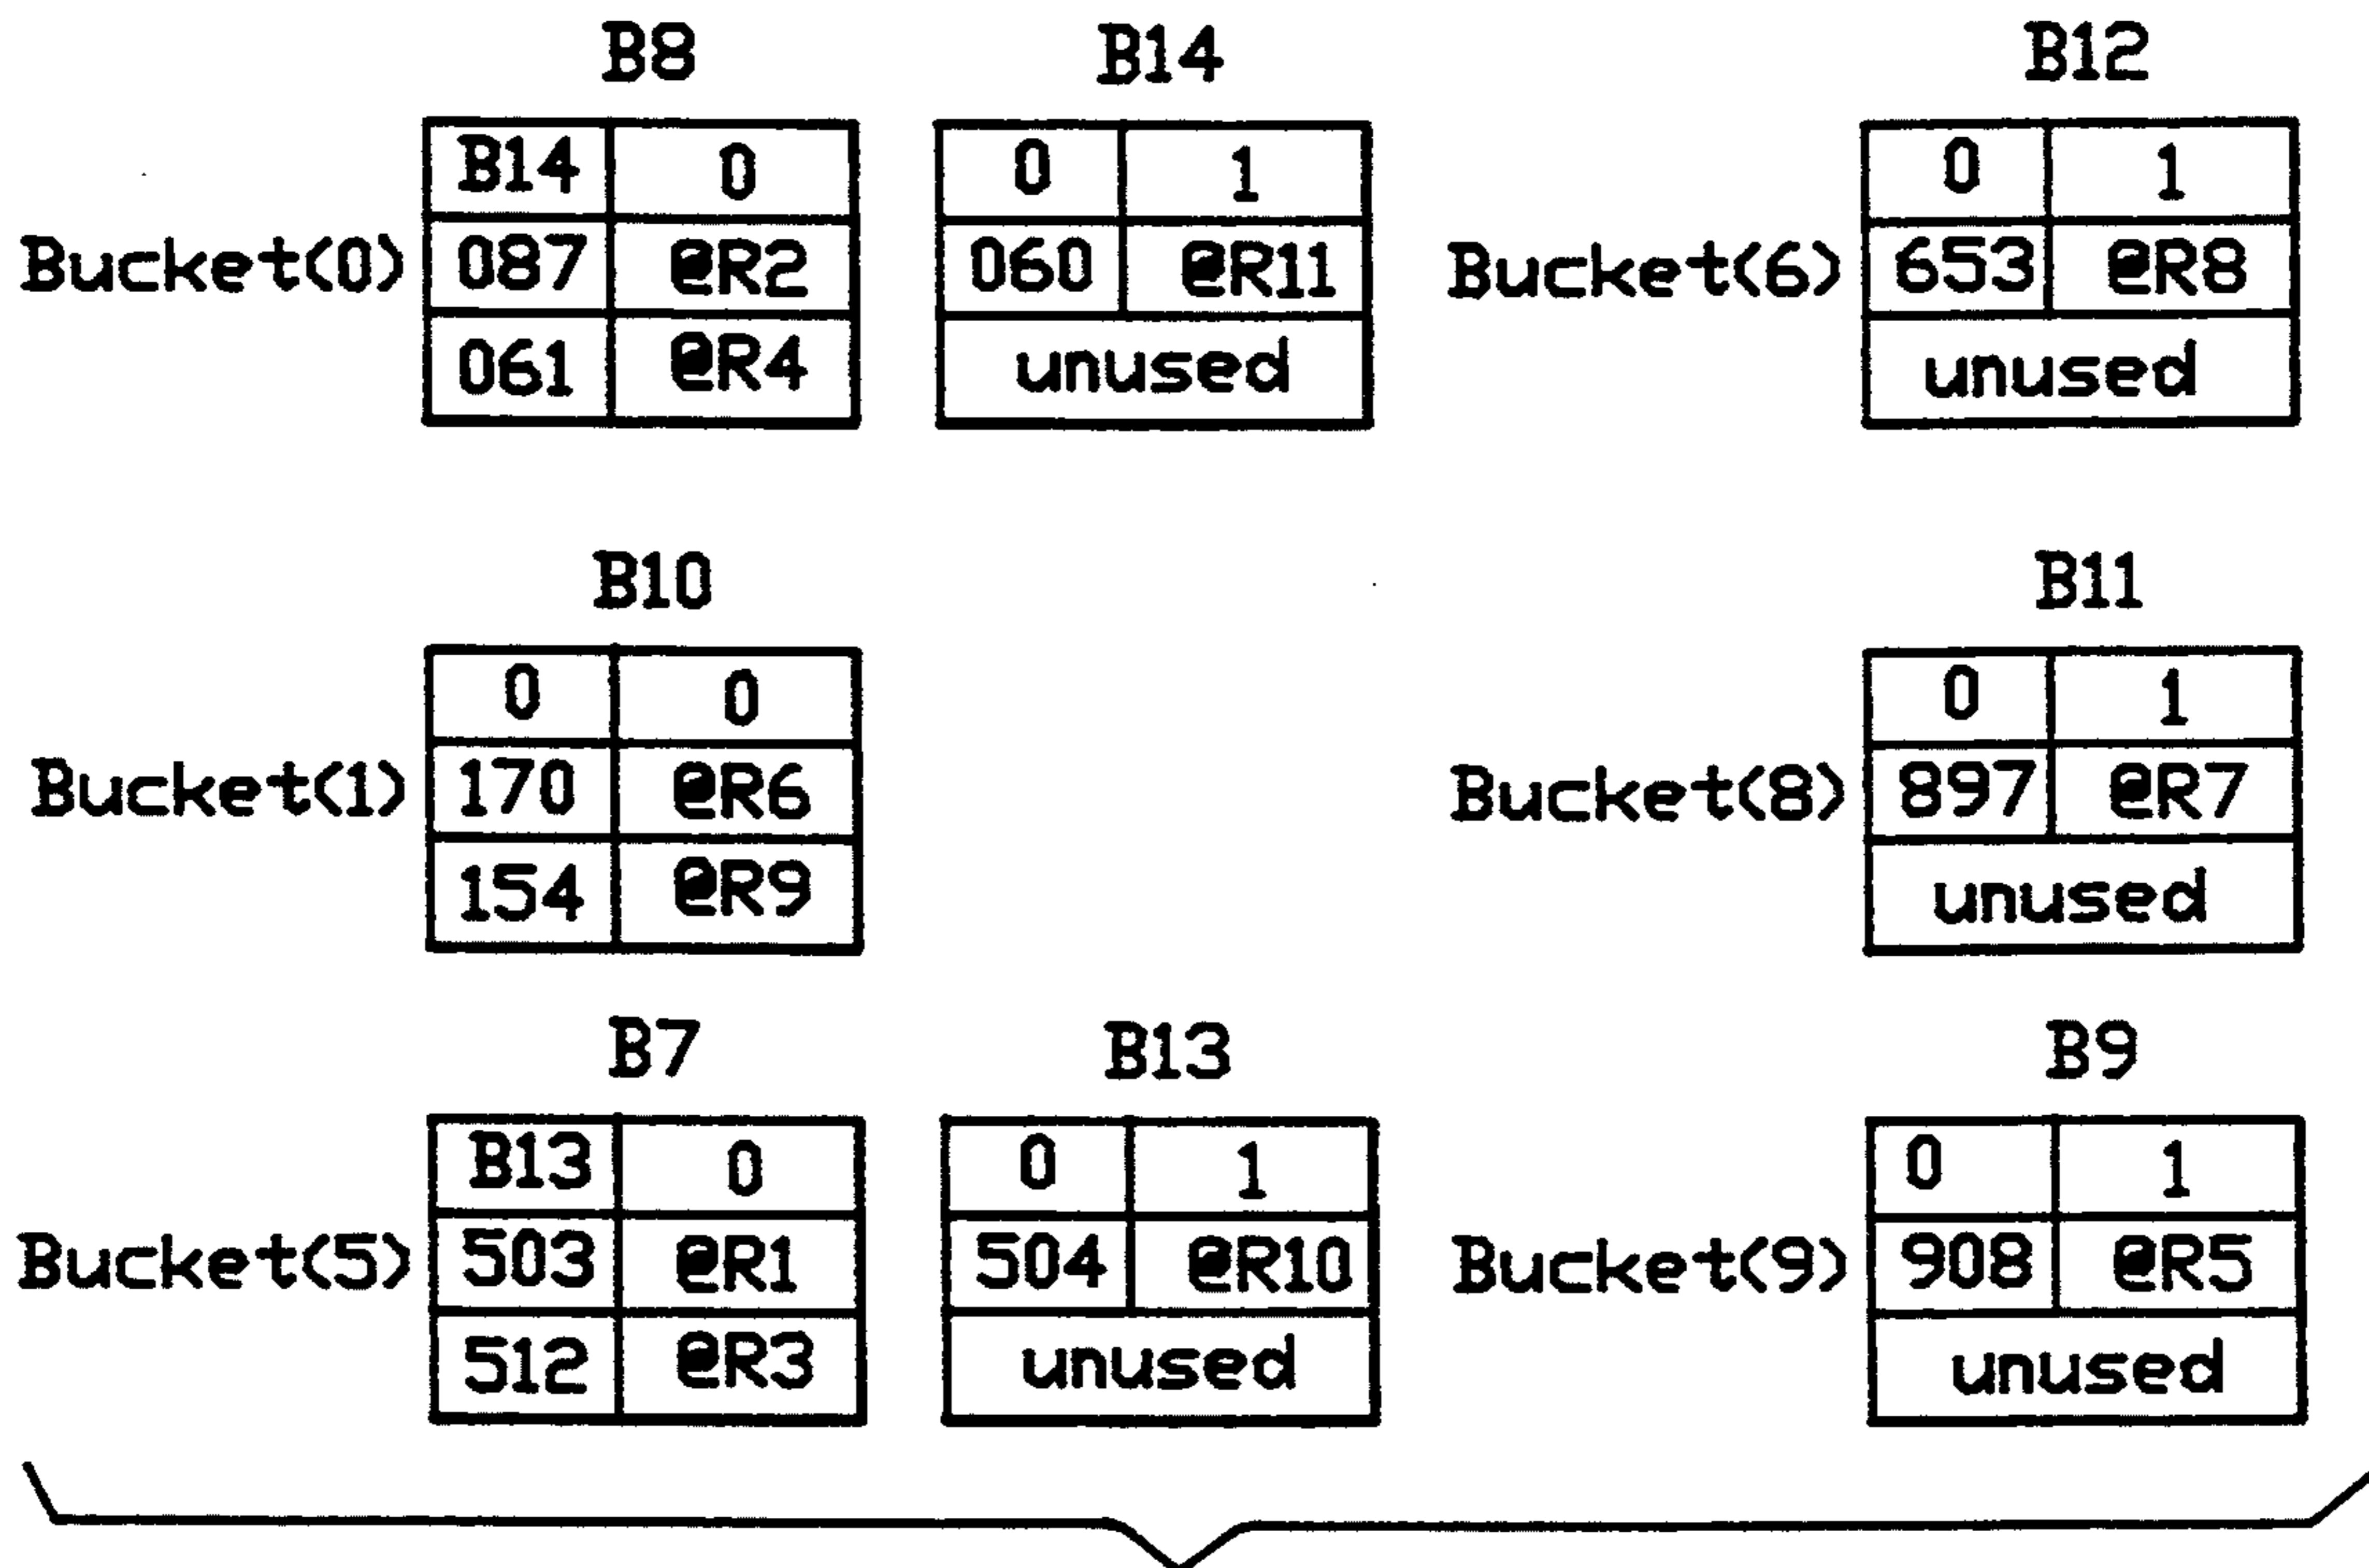 B8 B14 B12
B14 0 0 1 0 1
Bucket(0) 087 @R2 060 @R11 Bucket(6) 653 @R8
061 @R4 unused unused
B10 B11
0 0 0 1
Bucket(1) 170 @R6 Bucket(8) 897 @R7
154 @R9 unused
B7 B13 B9
B13 0 0 1 0 1
Bucket(5) 503 @R1 504 @R10 Bucket(9) 908 @R5
512 @R3 unused unused